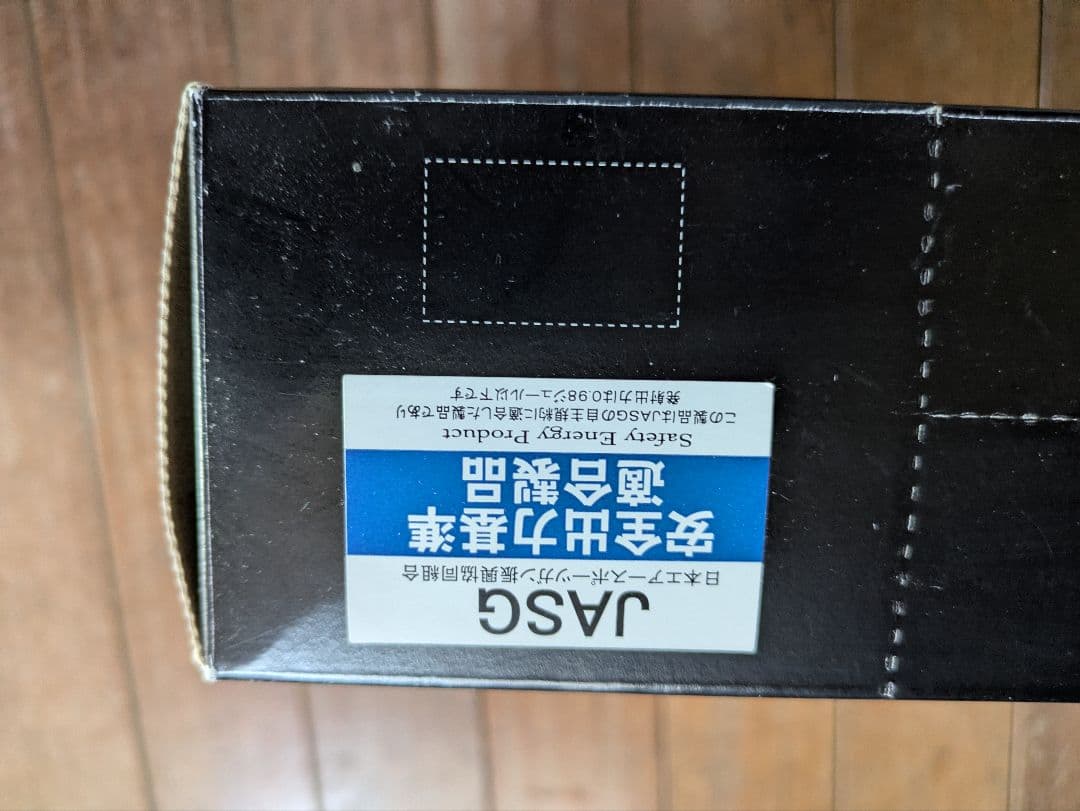 JASG
日本エアースポーツガン振興協同組合
安全出力基準
適合製品
Safety Energy Product
この製品はJASGの自主規約に適合した製品であり
発射出力は0.98ジュール以下です